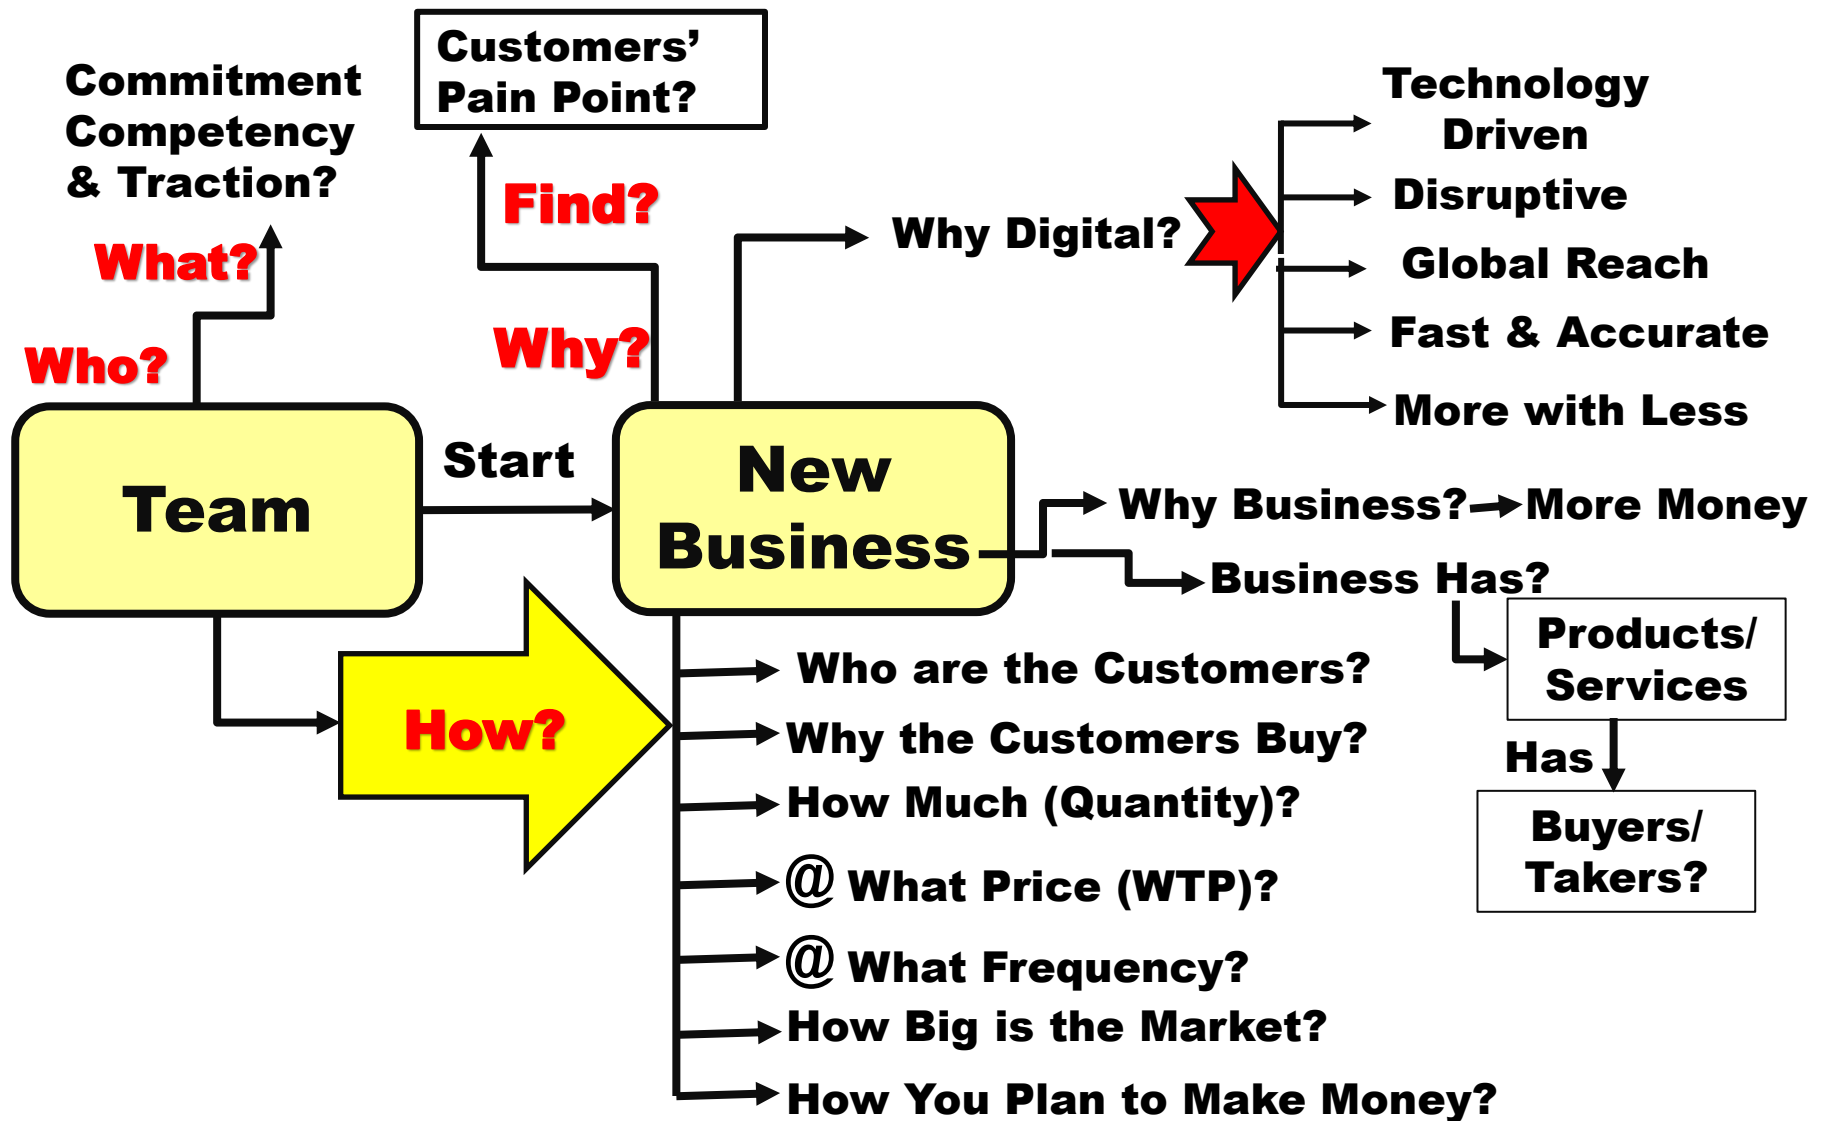 Commitment
Competency
& Traction?
What?
Who?
Team
Start
Customers’
Pain Point?
Find?
Why?
New
Business
Why Digital?
Technology
Driven
Disruptive
Global Reach
Fast & Accurate
More with Less
Why Business?
More Money
Business Has?
Products/
Services
Has
Buyers/
Takers?
How?
Who are the Customers?
Why the Customers Buy?
How Much (Quantity)?
@ What Price (WTP)?
@ What Frequency?
How Big is the Market?
How You Plan to Make Money?